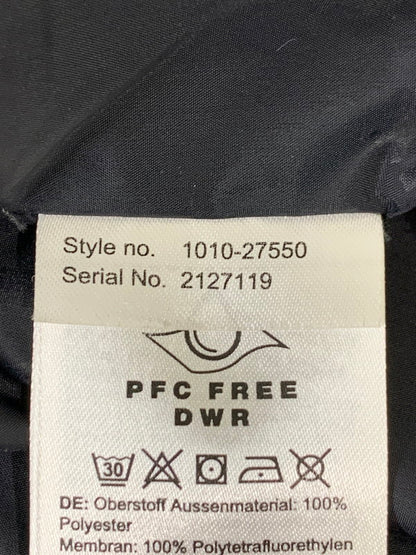 Style no. 1010-27550
Serial No. 2127119
PFC FREE
DWR
30
DE: Oberstoff Aussenmaterial: 100%
Polyester
Membran: 100% Polytetrafluorethylen